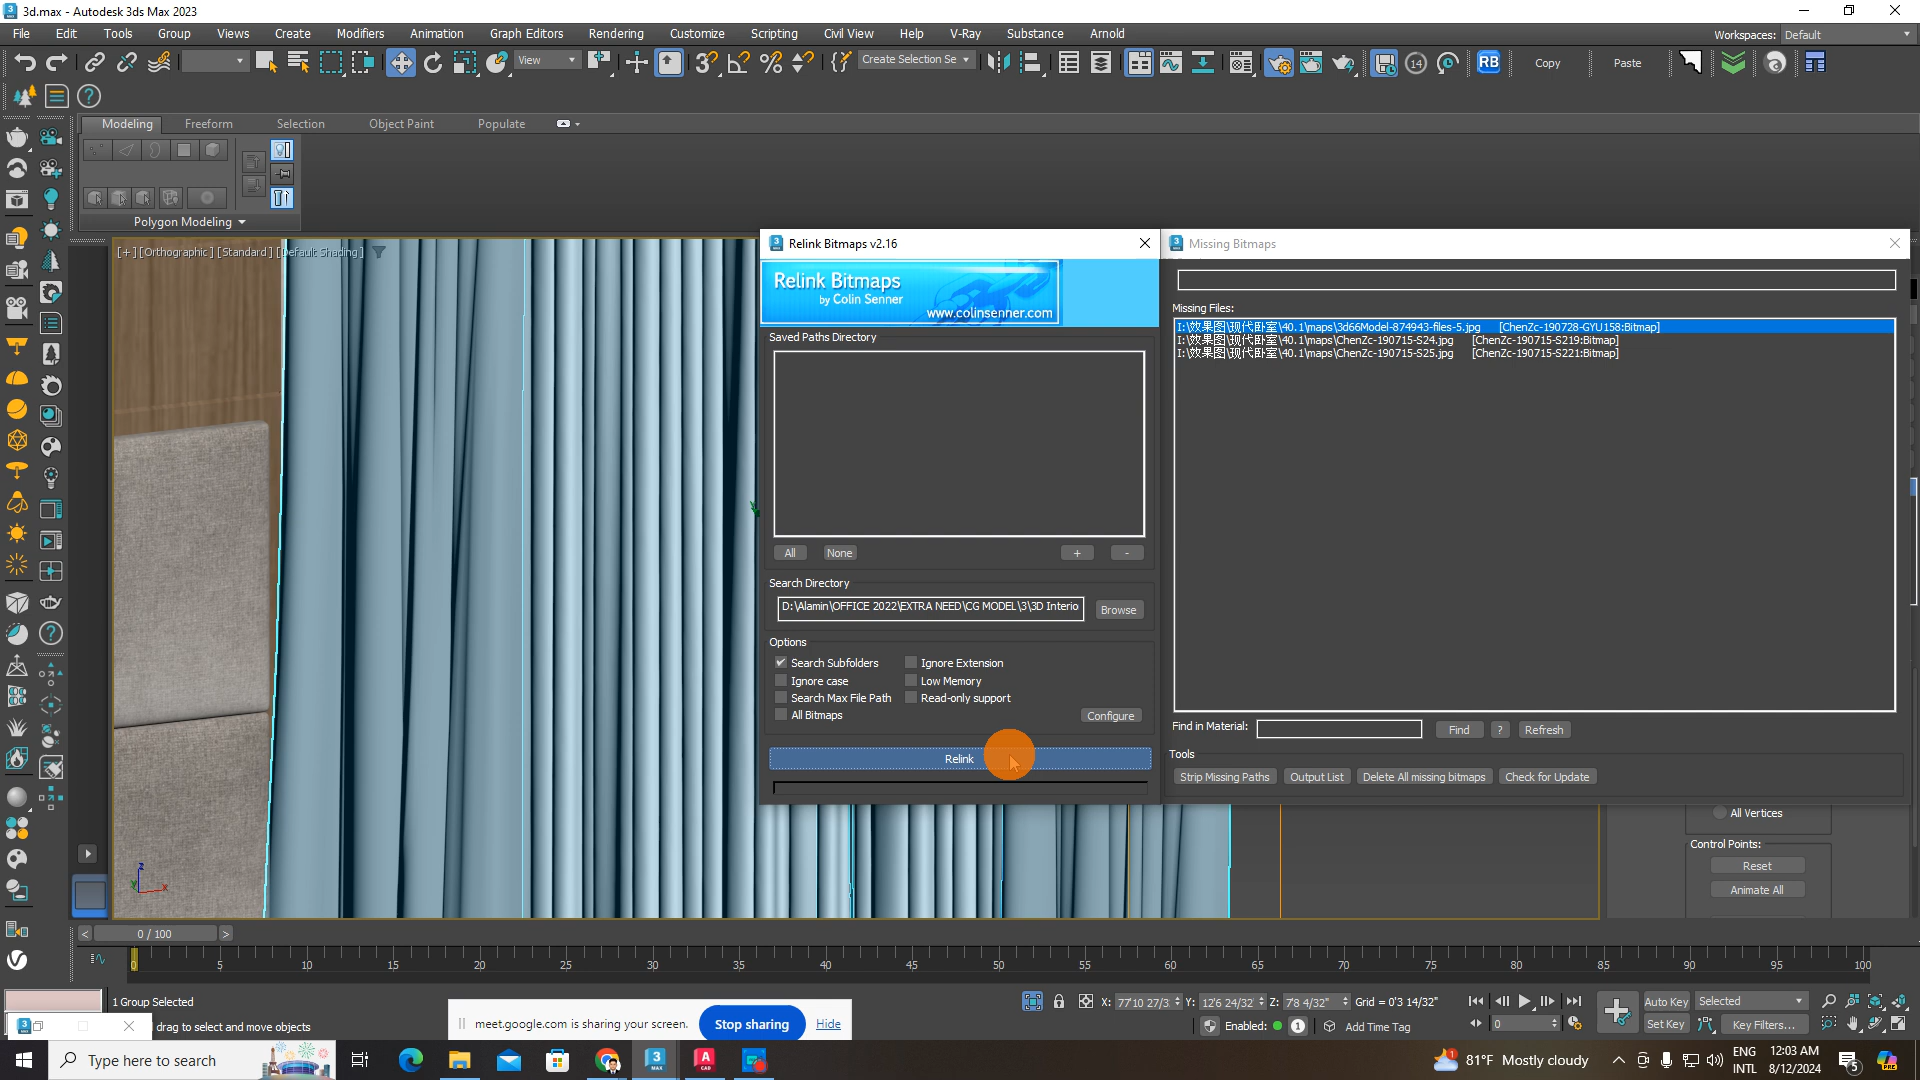 3d.max - Autodesk 3ds Max 2023
File Edit Tools Group Views Create Modifiers Animation Graph Editors Rendering Customize Scripting Civil View Help V-Ray Substance Arnold
Workspaces: Default
View
Create Selection Se
14
RB
Copy
Paste
Modeling Freeform Selection Object Paint Populate
Polygon Modeling
[+] [Orthographic] [Standard] [Default Shading]
Relink Bitmaps v2.16
Relink Bitmaps
by Colin Senner
www.colinsenner.com
Saved Paths Directory
All None + -
Search Directory
D:\Alamin\OFFICE 2022\EXTRA NEED\CG MODEL\3\3D Interio
Browse
Options
Search Subfolders Ignore Extension
Ignore case Low Memory
Search Max File Path Read-only support
All Bitmaps
Configure
Relink
Missing Bitmaps
Missing Files:
I:\效果图\现代卧室\40.1\maps\3d66Model-874943-files-5.jpg [ChenZc-190728-GYU158:Bitmap]
I:\效果图\现代卧室\40.1\maps\ChenZc-190715-S24.jpg [ChenZc-190715-S219:Bitmap]
I:\效果图\现代卧室\40.1\maps\ChenZc-190715-S25.jpg [ChenZc-190715-S221:Bitmap]
Find in Material:
Find ? Refresh
Tools
Strip Missing Paths Output List Delete All missing bitmaps Check for Update
All Vertices
Control Points:
Reset
Animate All
z
y
x
< 0 / 100 >
0 5 10 15 20 25 30 35 40 45 50 55 60 65 70 75 80 85 90 95 100
1 Group Selected
drag to select and move objects
meet.google.com is sharing your screen.
Stop sharing
Hide
X: 77'10 27/3 Y: 12'6 24/32' Z: 7'8 4/32" Grid = 0'3 14/32"
Enabled: 1 Add Time Tag
0
Auto Key Selected
Set Key Key Filters...
Type here to search
81°F Mostly cloudy
ENG
INTL
12:03 AM
8/12/2024
5